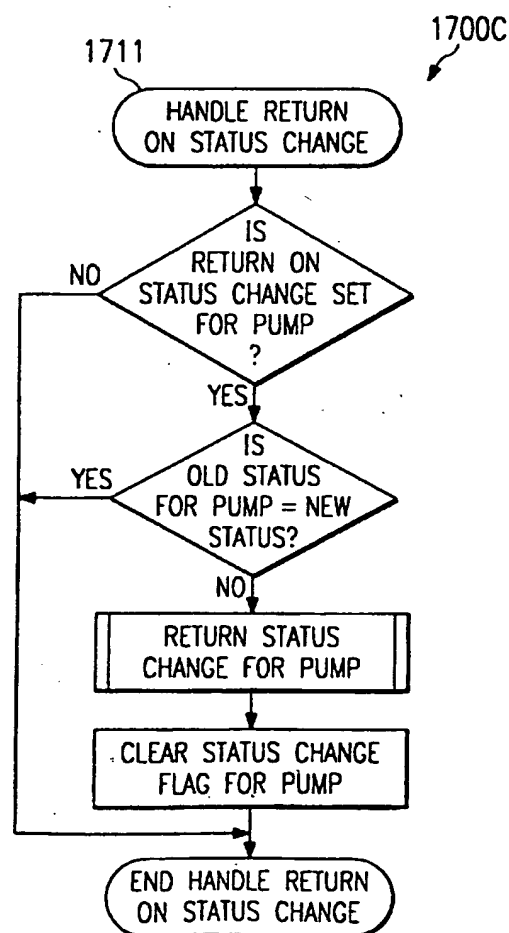 1700C
1711
HANDLE RETURN
ON STATUS CHANGE
IS
RETURN ON
STATUS CHANGE SET
FOR PUMP
?
NO
YES
IS
OLD STATUS
FOR PUMP = NEW
STATUS?
YES
NO
RETURN STATUS
CHANGE FOR PUMP
CLEAR STATUS CHANGE
FLAG FOR PUMP
END HANDLE RETURN
ON STATUS CHANGE